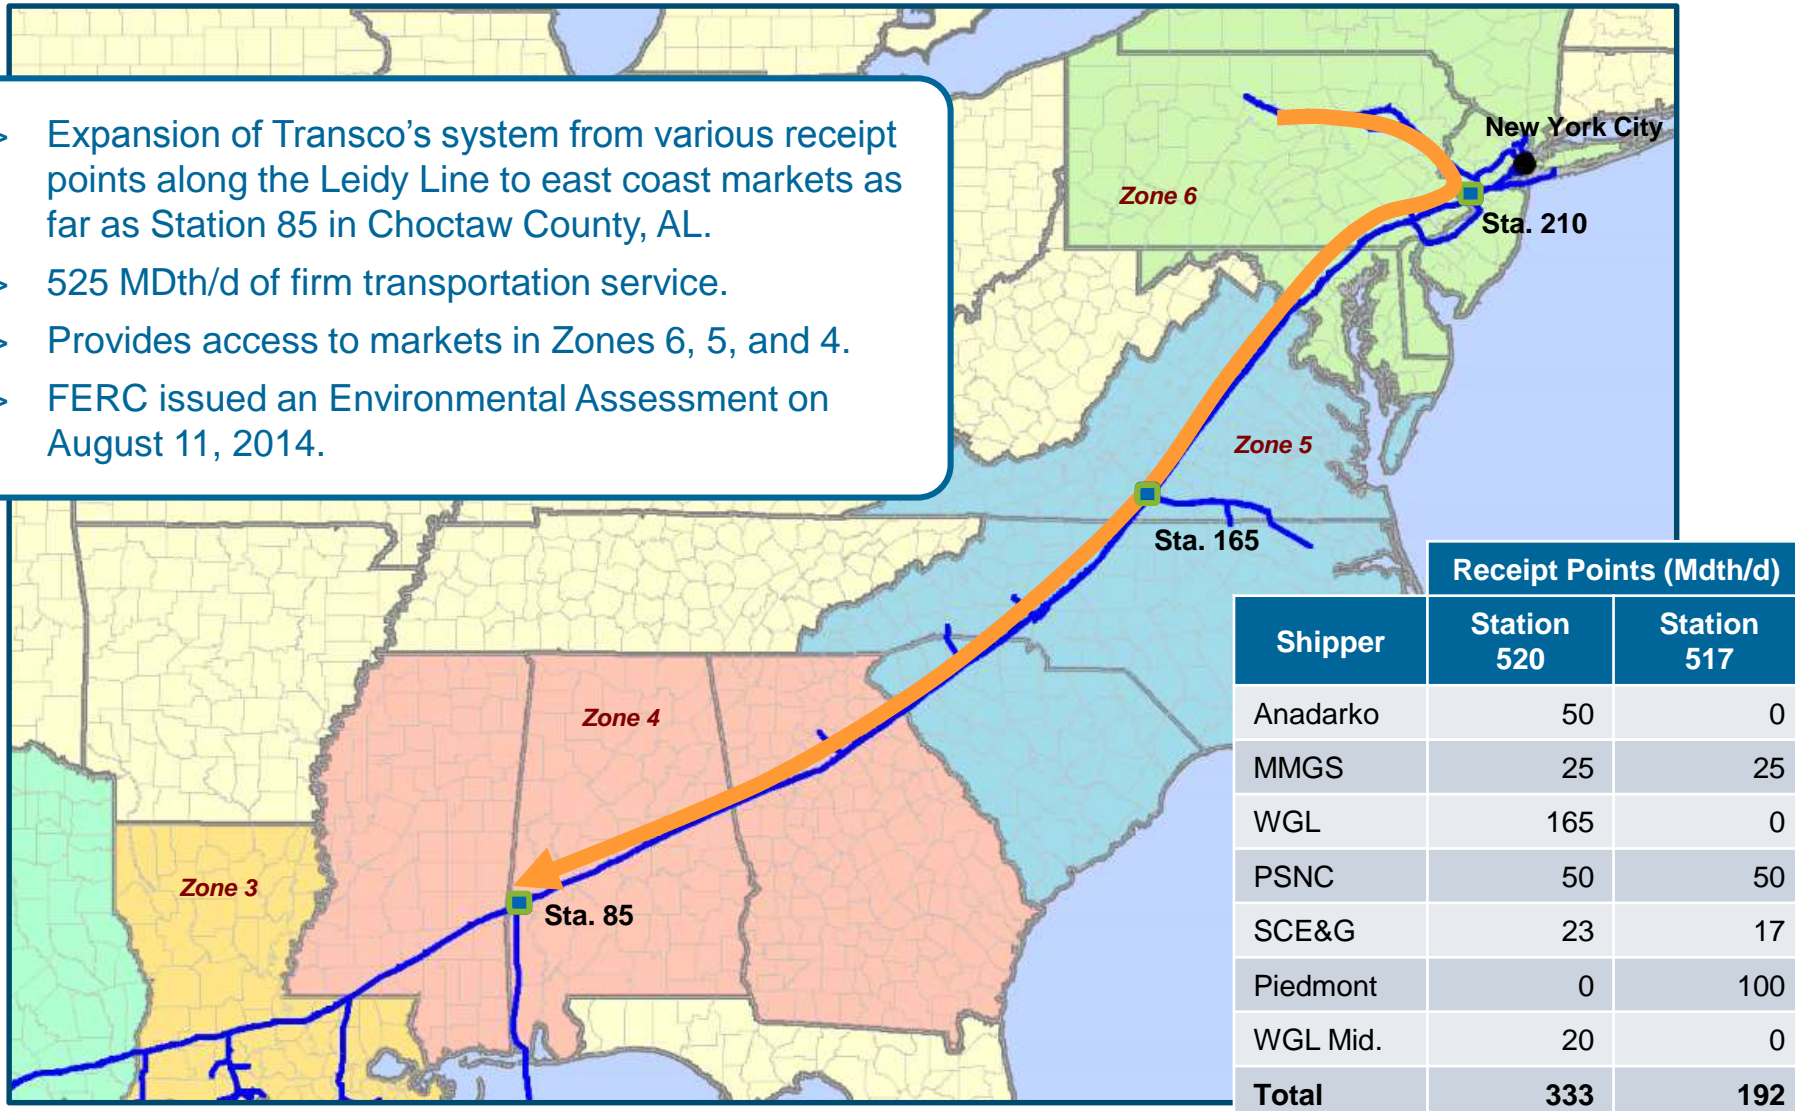 > Expansion of Transco's system from various receipt
points along the Leidy Line to east coast markets as
far as Station 85 in Choctaw County, AL.
> 525 MDth/d of firm transportation service.
> Provides access to markets in Zones 6, 5, and 4.
> FERC issued an Environmental Assessment on
August 11, 2014.
New York City
Zone 6
Sta. 210
Zone 5
Sta. 165
Zone 4
Zone 3
Sta. 85
Receipt Points (Mdth/d)
Shipper Station 520 Station 517
Anadarko 50 0
MMGS 25 25
WGL 165 0
PSNC 50 50
SCE&G 23 17
Piedmont 0 100
WGL Mid. 20 0
Total 333 192